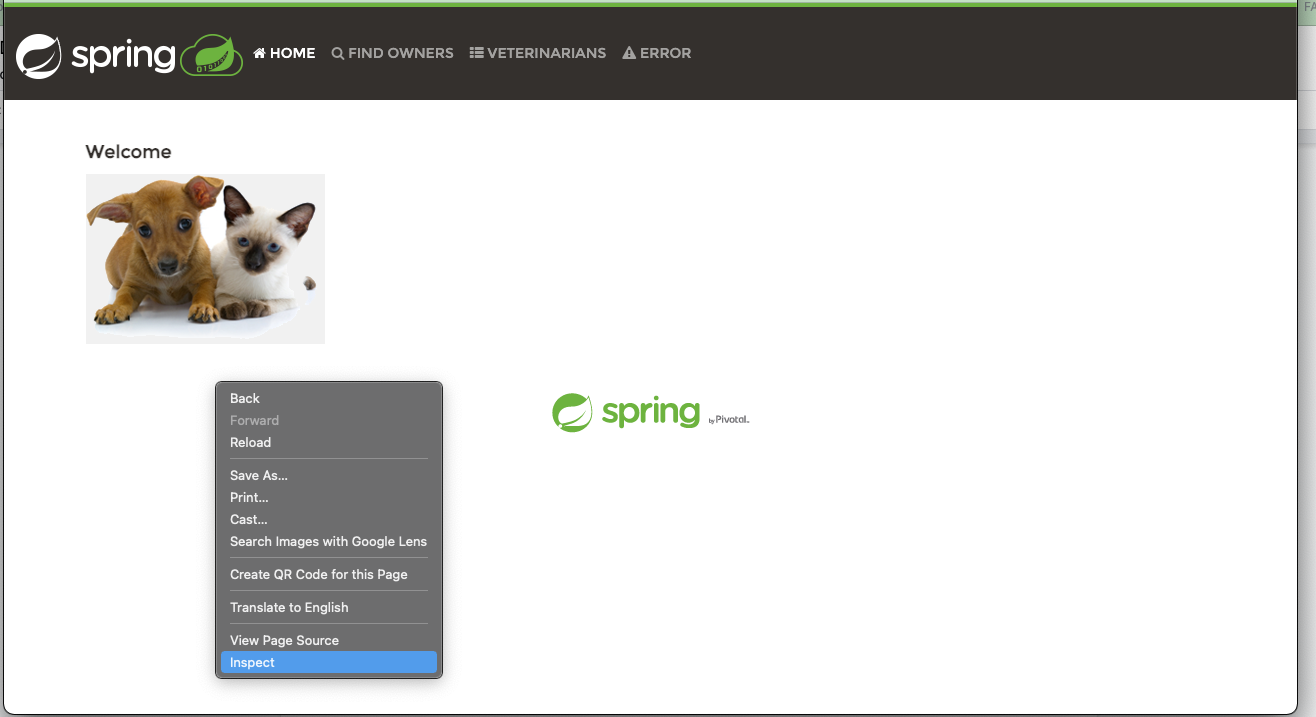 spring
HOME
FIND OWNERS
VETERINARIANS
ERROR
Welcome
Back
Forward
Reload
Save As...
Print...
Cast...
Search Images with Google Lens
Create QR Code for this Page
Translate to English
View Page Source
Inspect
spring by Pivotal.